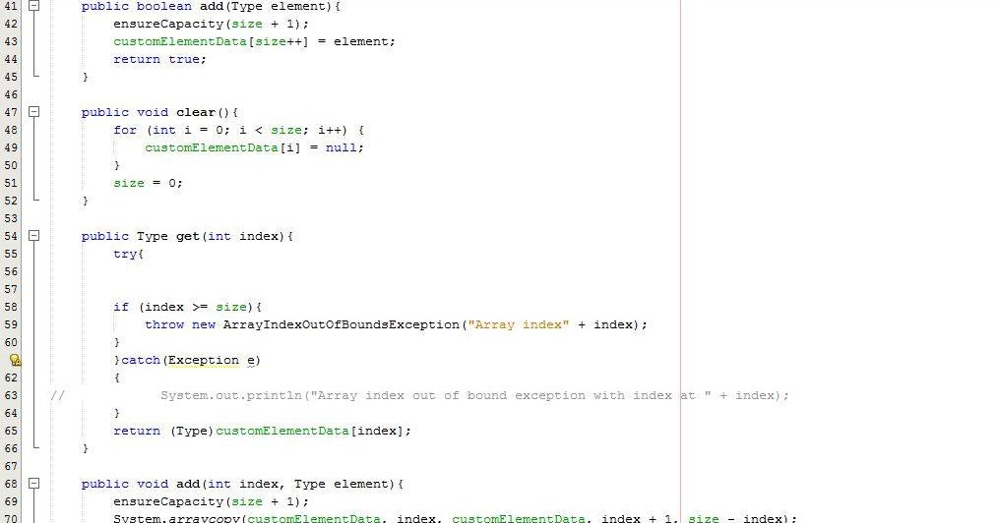 41 public boolean add(Type element){
42 ensureCapacity(size + 1);
43 customElementData[size++] = element;
44 return true;
45 }
46
47 public void clear(){
48 for (int i = 0; i < size; i++) {
49 customElementData[i] = null;
50 }
51 size = 0;
52 }
53
54 public Type get(int index){
55 try{
56
57
58 if (index >= size){
59 throw new ArrayIndexOutOfBoundsException("Array index" + index);
60 }
}catch(Exception e)
62 {
63 // System.out.println("Array index out of bound exception with index at " + index);
64 }
65 return (Type)customElementData[index];
66 }
67
68 public void add(int index, Type element){
69 ensureCapacity(size + 1);
70 System.arraycopy(customElementData, index, customElementData, index + 1, size - index);